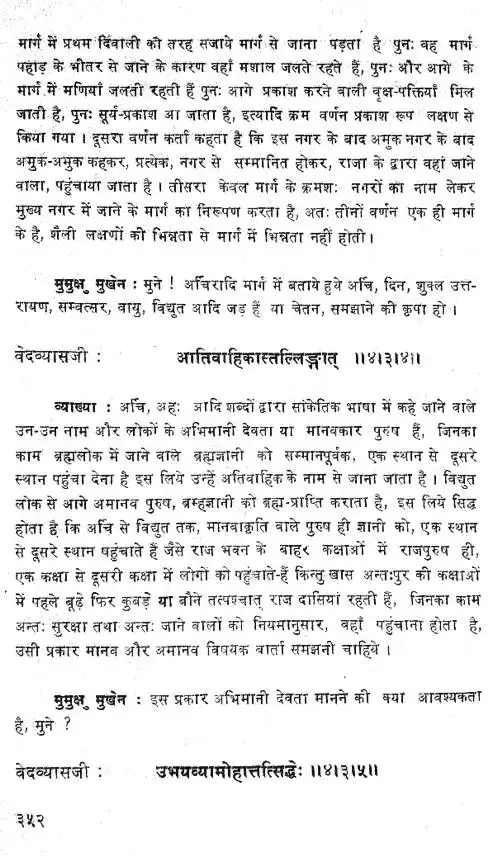 मार्ग में प्रथम दिवाली को तरह सजाये मार्ग से जाना पड़ता है पुनः वह मार्ग
पहाड़ के भीतर से जाने के कारण वहाँ मशाल जलते रहते हैं, पुनः और आगे के
मार्ग में मणियाँ जलती रहती हैं पुनः आगे प्रकाश करने वाली वृक्ष-पक्तियाँ मिल
जाती है, पुनः सूर्य-प्रकाश आ जाता है, इत्यादि क्रम वर्णन प्रकाश रूप लक्षण से
किया गया । दूसरा वर्णन कर्ता कहता है कि इस नगर के बाद अमुक नगर के बाद
अमुक-अमुक कहकर, प्रत्येक, नगर से सम्मानित होकर, राजा के द्वारा वहां जाने
वाला, पहुंचाया जाता है । तीसरा केवल मार्ग के क्रमशः नगरों का नाम लेकर
मुख्य नगर में जाने के मार्ग का निरूपण करता है, अतः तीनों वर्णन एक ही मार्ग
के है, शैली लक्षणों की भिन्नता से मार्ग में भिन्नता नहीं होती ।
मुमुक्षु मुखेन : मुने ! अर्चिरादि मार्ग में बताये हुये अर्चि, दिन, शुक्ल उत्त-
रायण, सम्वत्सर, वायु, विद्युत आदि जड़ हैं या चेतन, समझाने की कृपा हो ।
वेदव्यासजी : आतिवाहिकास्तल्लिङ्गात् ॥४।३।४॥
व्याख्या : अर्चि, अहः आदि शब्दों द्वारा सांकेतिक भाषा में कहे जाने वाले
उन-उन नाम और लोकों के अभिमानी देवता या मानवकार पुरुष हैं, जिनका
काम ब्रह्मलोक में जाने वाले ब्रह्मज्ञानी को सम्मानपूर्वक, एक स्थान से दूसरे
स्थान पहुंचा देना है इस लिये उन्हें अतिवाहिक के नाम से जाना जाता है । विद्युत
लोक से आगे अमानव पुरुष, ब्रम्हज्ञानी को ब्रह्म-प्राप्ति कराता है, इस लिये सिद्ध
होता है कि अर्चि से विद्युत तक, मानवाकृति वाले पुरुष ही ज्ञानी को, एक स्थान
से दूसरे स्थान पहुंचाते हैं जैसे राज भवन के बाहर कक्षाओं में राजपुरुष ही,
एक कक्षा से दूसरी कक्षा में लोगों को पहुंचाते-हैं किन्तु खास अन्तःपुर की कक्षाओं
में पहले बूढ़े फिर कुबड़े या बौने तत्पश्चात् राज दासियां रहती हैं, जिनका काम
अन्तः सुरक्षा तथा अन्तः जाने वालों को नियमानुसार, वहाँ पहुंचाना होता है,
उसी प्रकार मानव और अमानव विषयक वार्ता समझनी चाहिये ।
मुमुक्षु मुखेन : इस प्रकार अभिमानी देवता मानने की क्या आवश्यकता
है, मुने ?
वेदव्यासजी : उभयव्यामोहात्तत्सिद्धेः ॥४।३।५॥
३५२